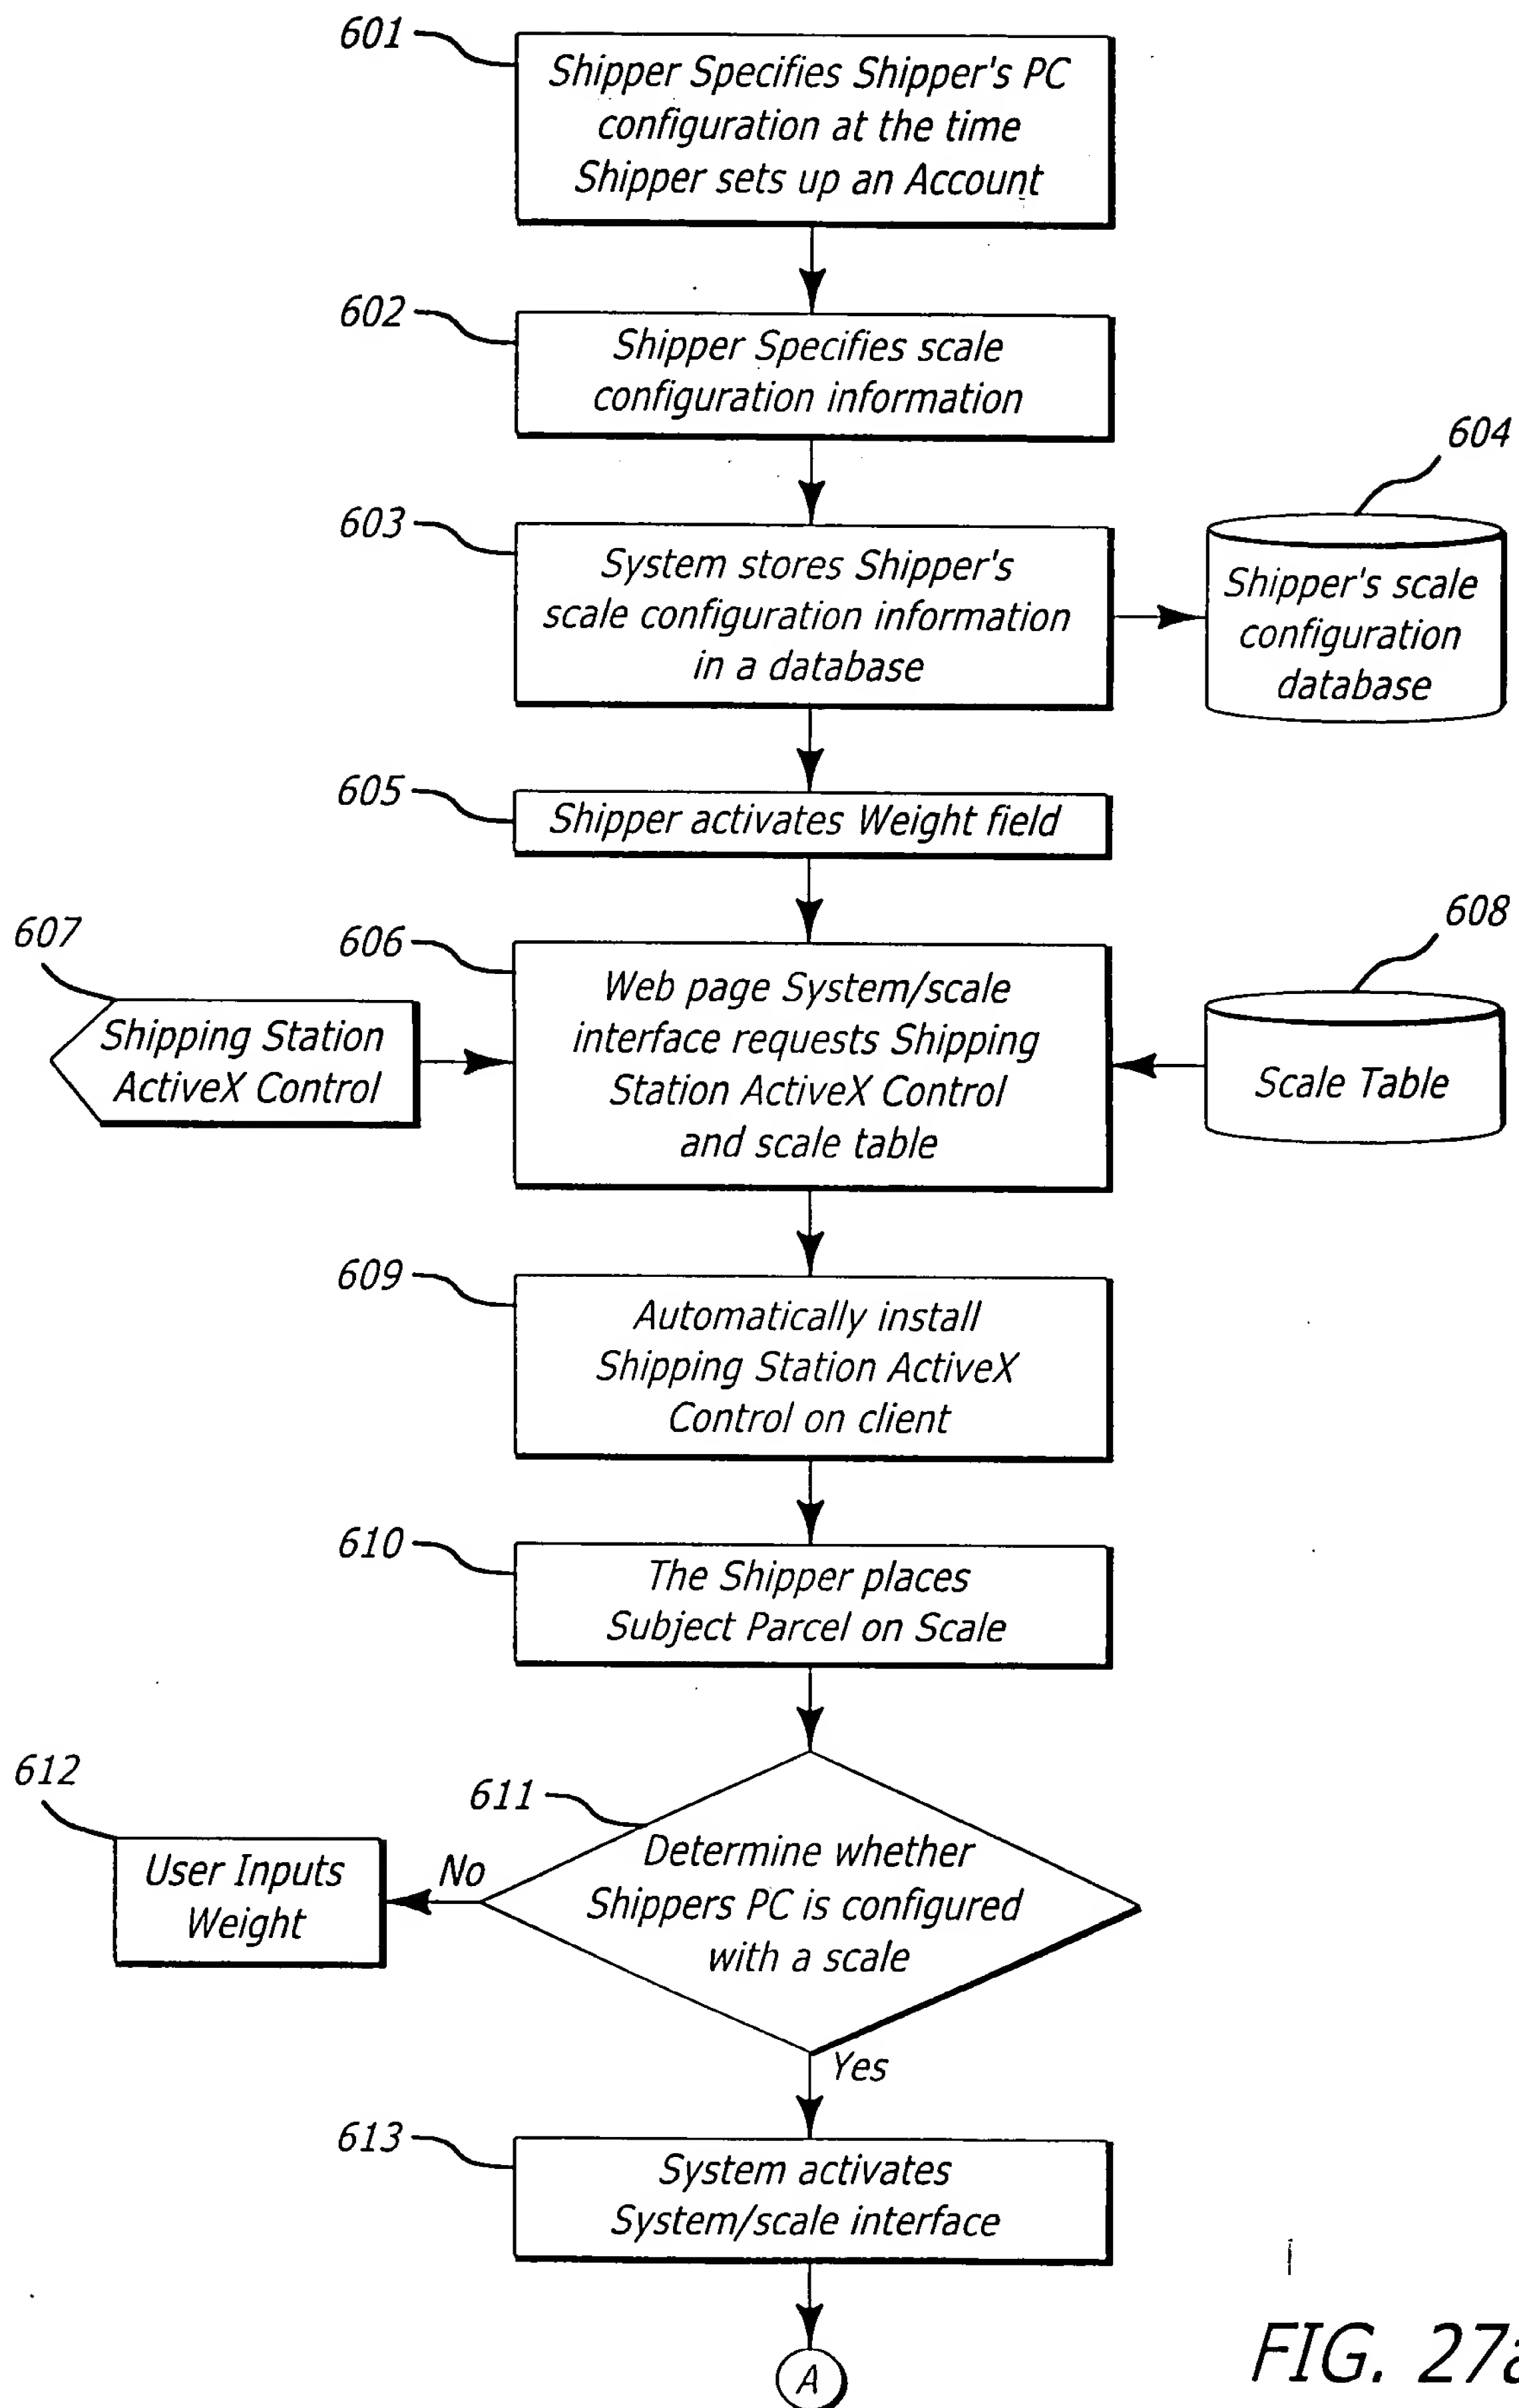 601
Shipper Specifies Shipper's PC
configuration at the time
Shipper sets up an Account
602
Shipper Specifies scale
configuration information
603
System stores Shipper's
scale configuration information
in a database
604
Shipper's scale
configuration
database
605
Shipper activates Weight field
606
Web page System/scale
interface requests Shipping
Station ActiveX Control
and scale table
607
Shipping Station
ActiveX Control
608
Scale Table
609
Automatically install
Shipping Station ActiveX
Control on client
610
The Shipper places
Subject Parcel on Scale
611
Determine whether
Shippers PC is configured
with a scale
No
612
User Inputs
Weight
Yes
613
System activates
System/scale interface
A
FIG. 27a